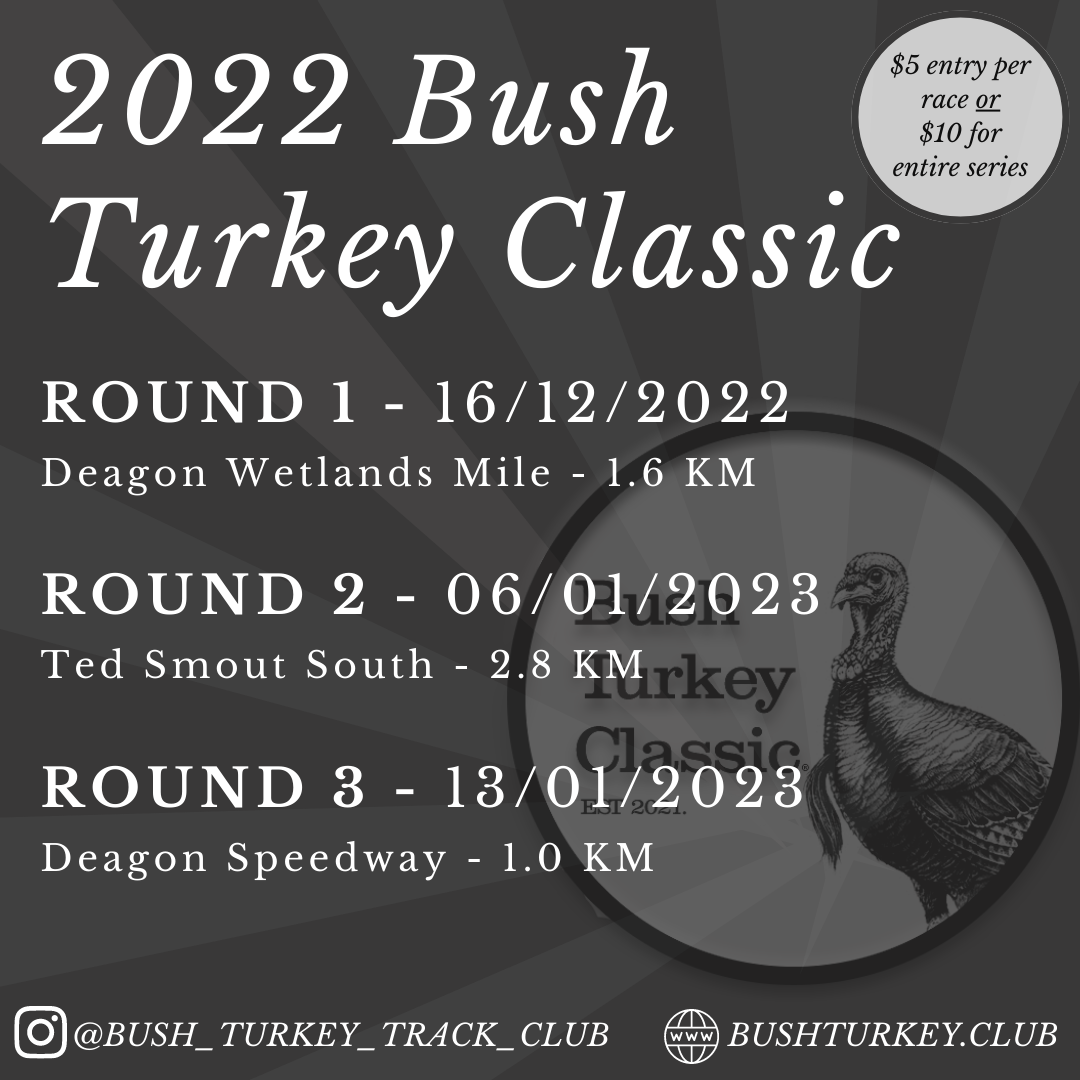 2022 Bush
Turkey Classic
$5 entry per
race or
$10 for
entire series
ROUND 1 - 16/12/2022
Deagon Wetlands Mile - 1.6 KM
ROUND 2 - 06/01/2023
Ted Smout South - 2.8 KM
ROUND 3 - 13/01/2023
Deagon Speedway - 1.0 KM
Bush
Turkey
Classic®
EST 2021.
@BUSH_TURKEY_TRACK_CLUB
www
BUSHTURKEY.CLUB